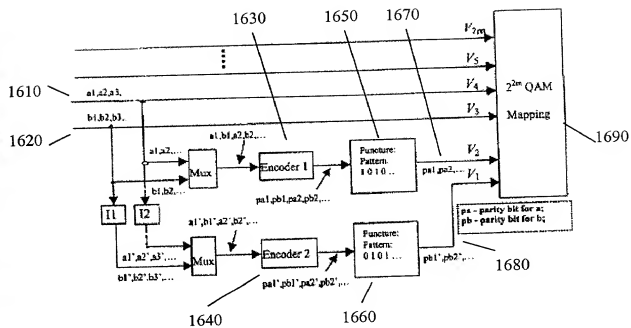 1630
1650
1670
V2m
V5
1610
a1,a2,a3,
V4
2^2m QAM
1620
b1,b2,b3,
V3
Mapping
1690
a1,b1,a2,b2,...
a1,a2,...
Mux
Encoder 1
Puncture:
Pattern:
1 0 1 0 ..
V2
pa1,pa2,...
V1
b1,b2,...
pa1,pb1,pa2,pb2,...
I1
I2
pa - parity bit for a;
pb - parity bit for b;
a1',b1',a2',b2',...
a1',a2',a3',...
Mux
Encoder 2
Puncture:
Pattern:
0 1 0 1 ...
pb1',pb2',...
1680
b1',b2',b3',...
pa1',pb1',pa2',pb2',...
1640
1660